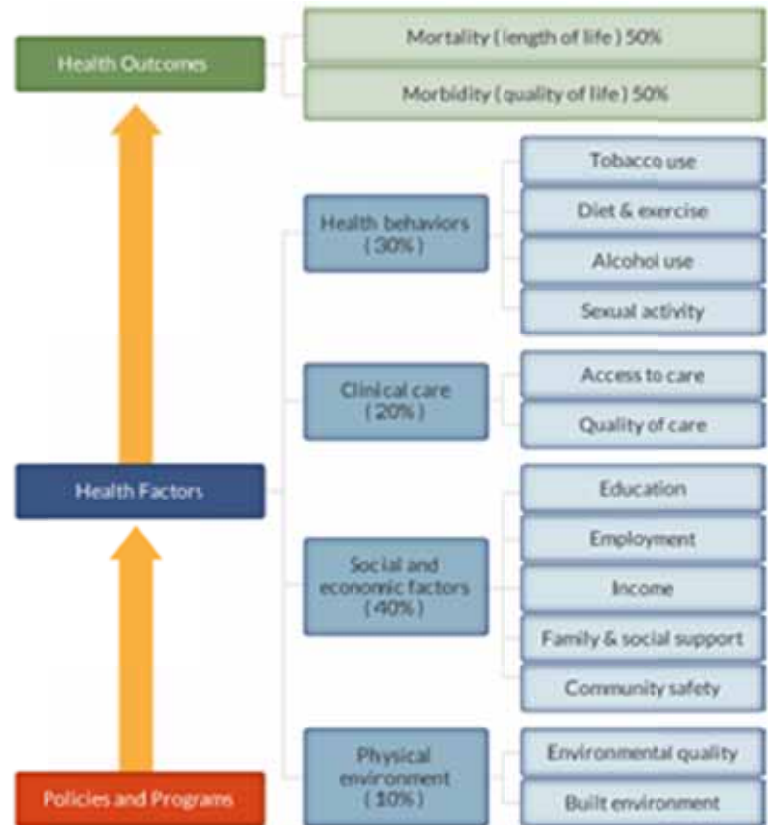 Health Outcomes
Mortality (length of life) 50%
Morbidity (quality of life) 50%
Health Factors
Health behaviors
(30%)
Tobacco use
Diet & exercise
Alcohol use
Sexual activity
Clinical care
(20%)
Access to care
Quality of care
Social and
economic factors
(40%)
Education
Employment
Income
Family & social support
Community safety
Physical
environment
(10%)
Environmental quality
Built environment
Policies and Programs